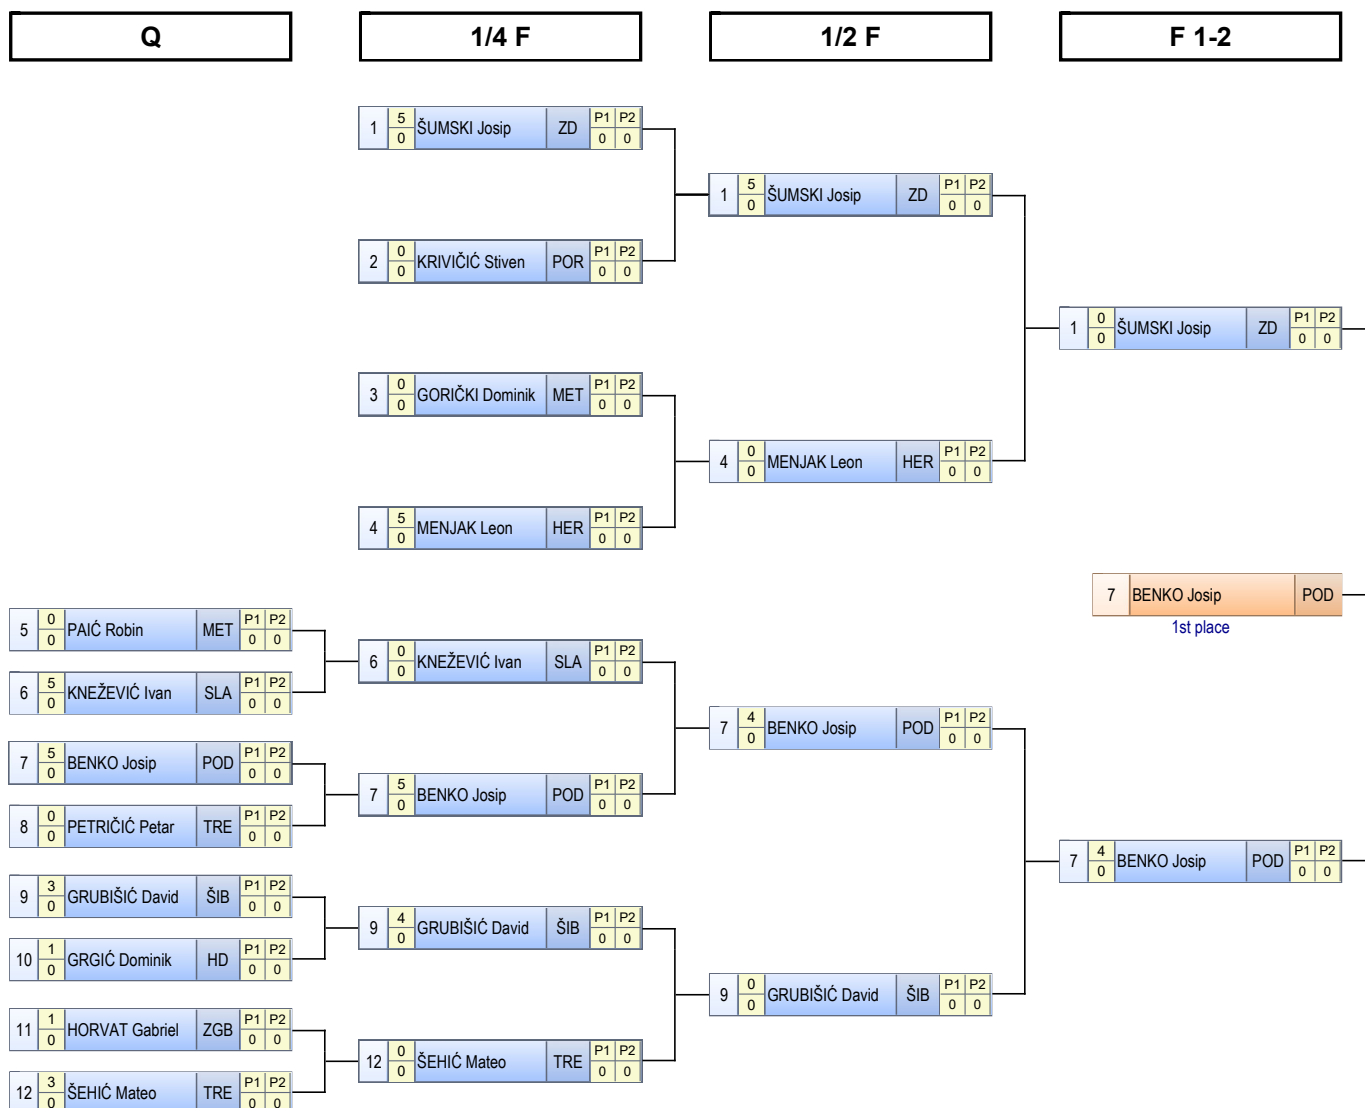 Q 1/4 F 1/2 F F 1-2
1 5 0 ŠUMSKI Josip ZD P1 P2 0 0
1 5 0 ŠUMSKI Josip ZD P1 P2 0 0
2 0 0 KRIVIČIĆ Stiven POR P1 P2 0 0
1 0 0 ŠUMSKI Josip ZD P1 P2 0 0
3 0 0 GORIČKI Dominik MET P1 P2 0 0
4 0 0 MENJAK Leon HER P1 P2 0 0
4 5 0 MENJAK Leon HER P1 P2 0 0
7 BENKO Josip POD
1st place
5 0 0 PAIĆ Robin MET P1 P2 0 0
6 0 0 KNEŽEVIĆ Ivan SLA P1 P2 0 0
6 5 0 KNEŽEVIĆ Ivan SLA P1 P2 0 0
7 4 0 BENKO Josip POD P1 P2 0 0
7 5 0 BENKO Josip POD P1 P2 0 0
7 5 0 BENKO Josip POD P1 P2 0 0
8 0 0 PETRIČIĆ Petar TRE P1 P2 0 0
7 4 0 BENKO Josip POD P1 P2 0 0
9 3 0 GRUBIŠIĆ David ŠIB P1 P2 0 0
9 4 0 GRUBIŠIĆ David ŠIB P1 P2 0 0
10 1 0 GRGIĆ Dominik HD P1 P2 0 0
9 0 0 GRUBIŠIĆ David ŠIB P1 P2 0 0
11 1 0 HORVAT Gabriel ZGB P1 P2 0 0
12 0 0 ŠEHIĆ Mateo TRE P1 P2 0 0
12 3 0 ŠEHIĆ Mateo TRE P1 P2 0 0